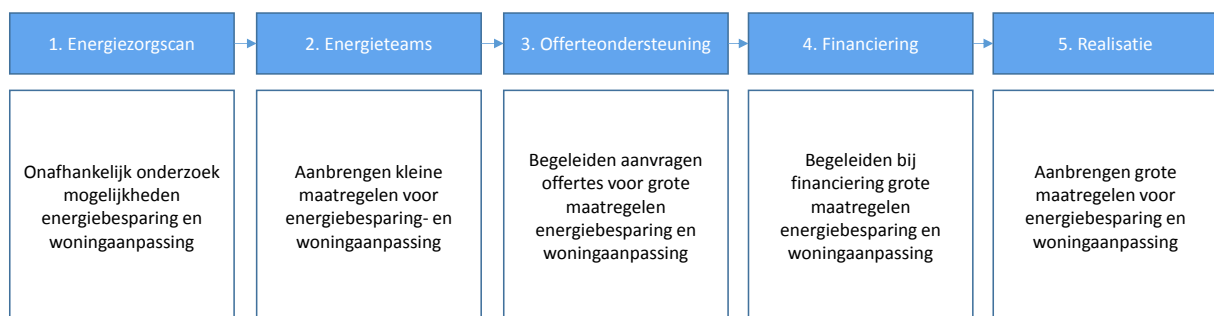 1. Energiezorgscan
2. Energieteams
3. Offerteondersteuning
4. Financiering
5. Realisatie
Onafhankelijk onderzoek
mogelijkheden
energiebesparing en
woningaanpassing
Aanbrengen kleine
maatregelen voor
energiebesparing- en
woningaanpassing
Begeleiden aanvragen
offertes voor grote
maatregelen
energiebesparing en
woningaanpassing
Begeleiden bij
financiering grote
maatregelen
energiebesparing en
woningaanpassing
Aanbrengen grote
maatregelen voor
energiebesparing en
woningaanpassing